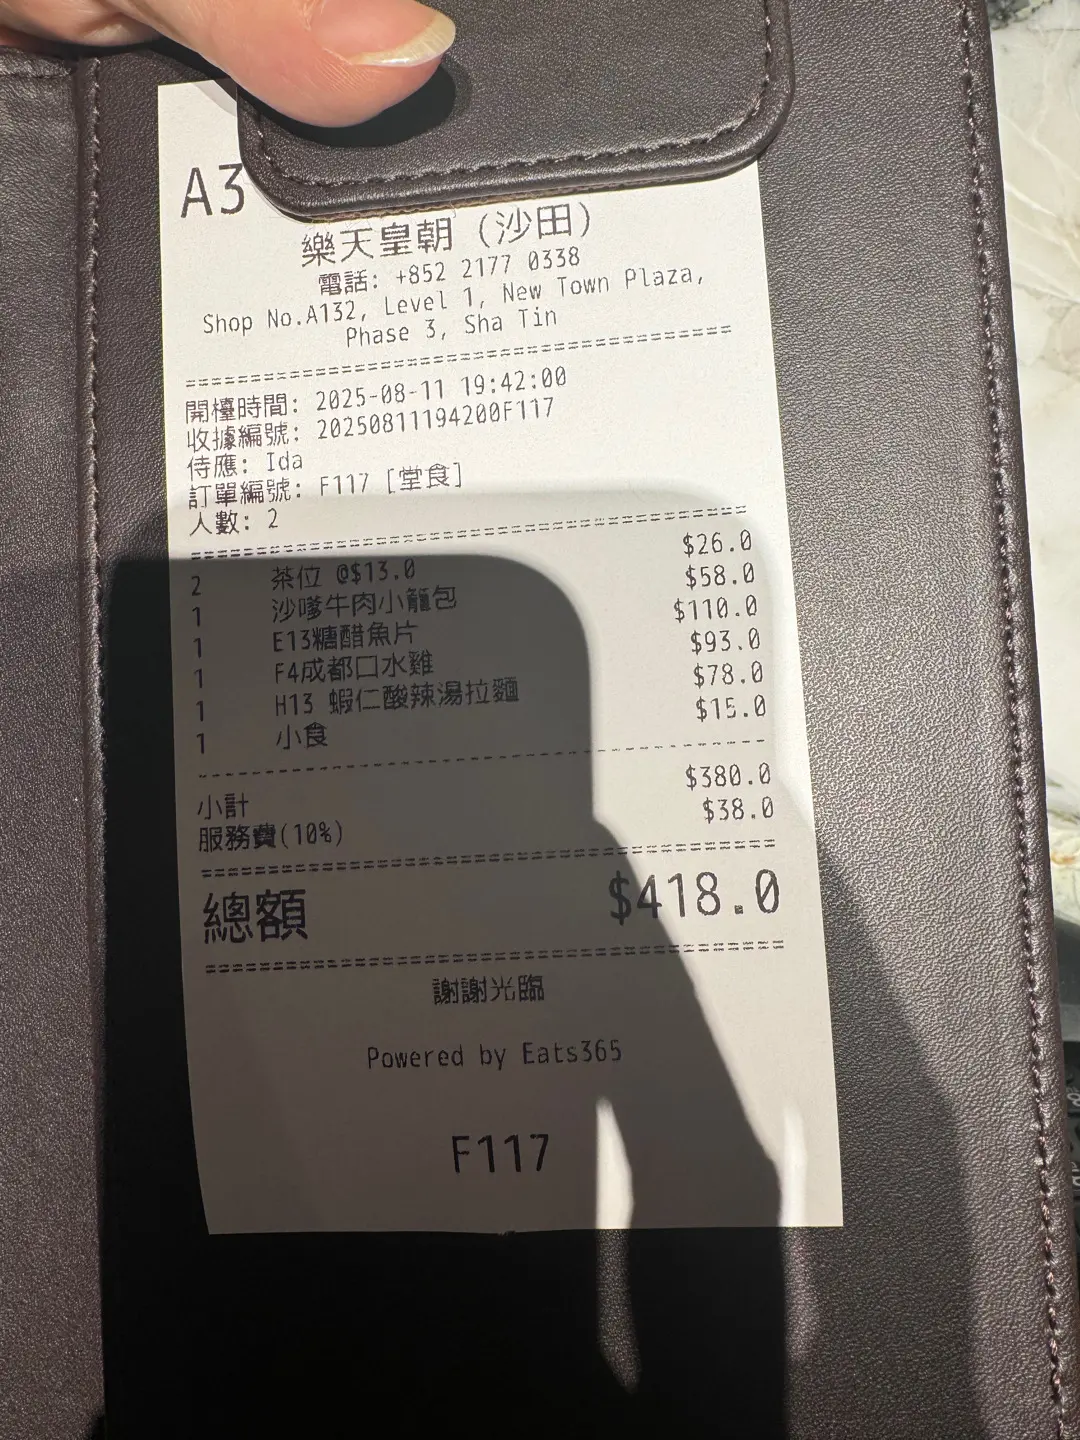 A3
樂天皇朝 (沙田)
電話: +852 2177 0338
Shop No.A132, Level 1, New Town Plaza,
Phase 3, Sha Tin
開檯時間: 2025-08-11 19:42:00
收據編號: 20250811194200F117
侍應: Ida
訂單編號: F117 [堂食]
人數: 2
2 茶位 @$13.0 $26.0
1 沙嗲牛肉小籠包 $58.0
1 E13糖醋魚片 $110.0
1 F4成都口水雞 $93.0
1 H13 蝦仁酸辣湯拉麵 $78.0
1 小食 $15.0
小計 $380.0
服務費(10%) $38.0
總額 $418.0
謝謝光臨
Powered by Eats365
F117